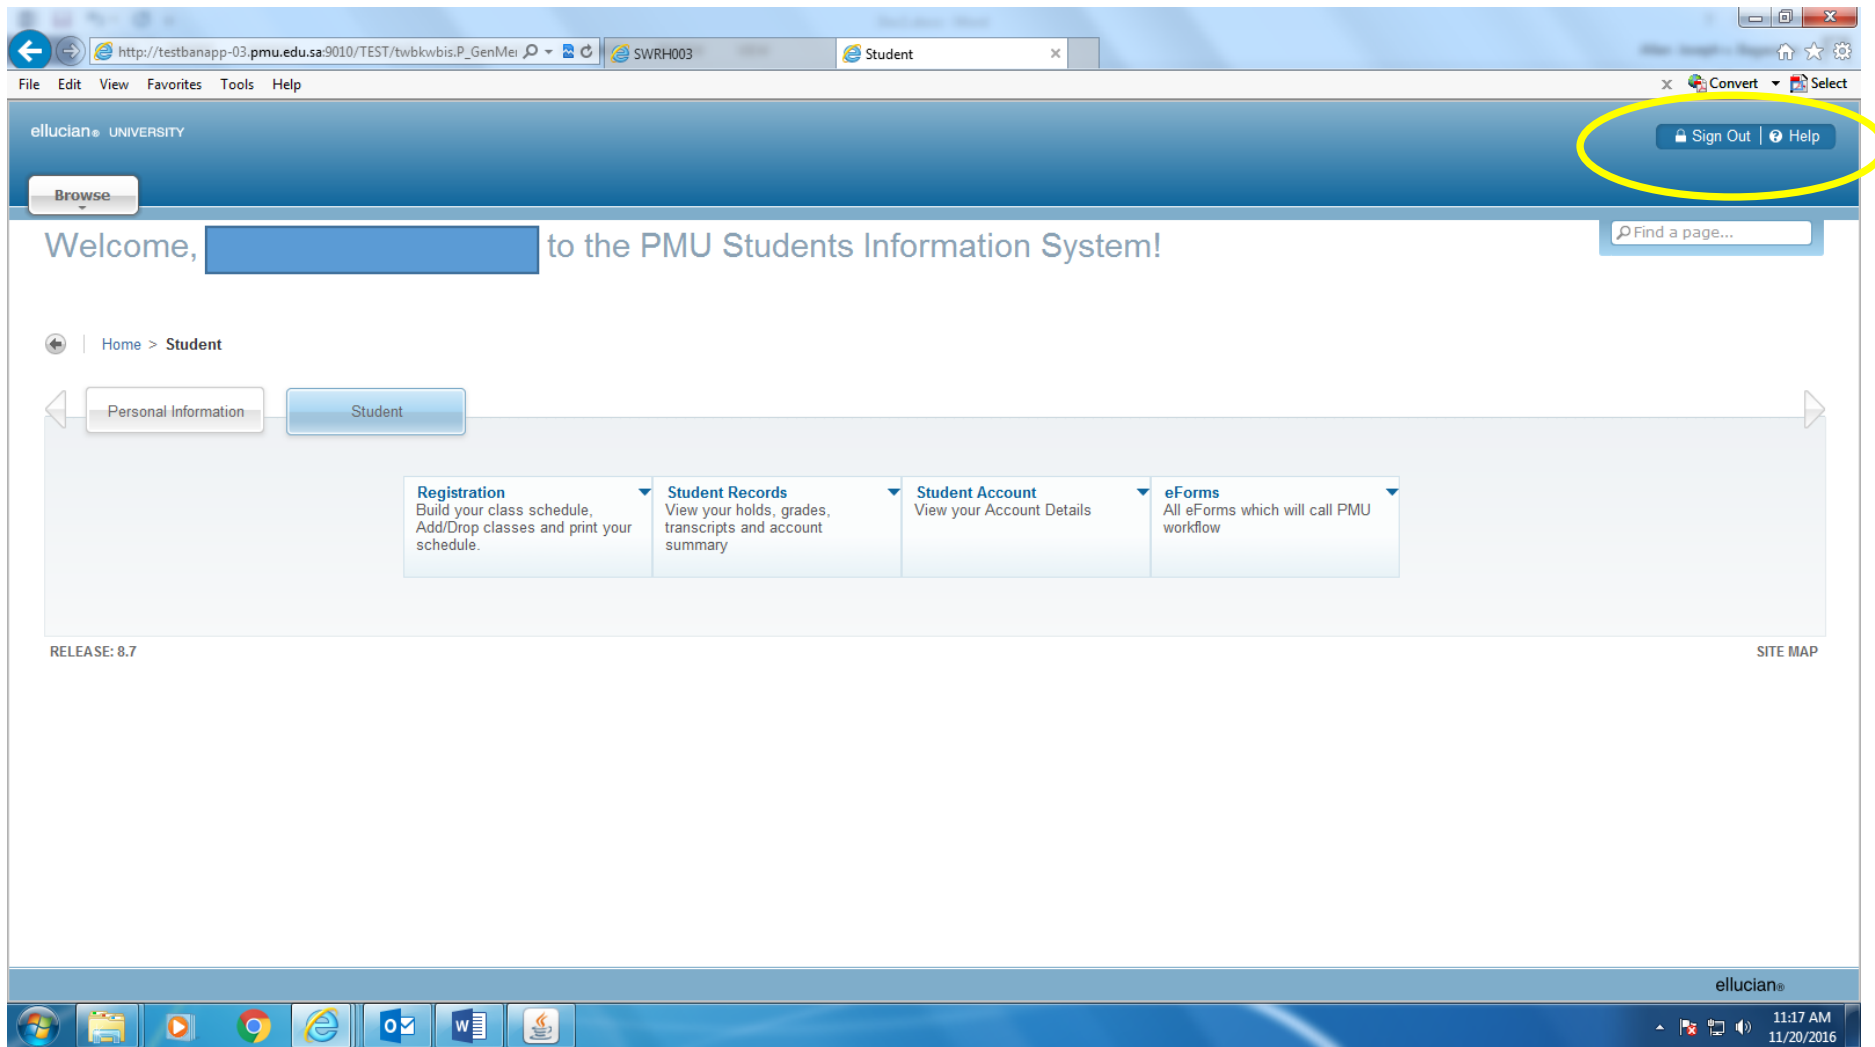 http://testbanapp-03.pmu.edu.sa:9010/TEST/twbkwbis.P_GenMe
SWRH003
Student
File Edit View Favorites Tools Help
Convert Select
ellucian® UNIVERSITY
Sign Out | Help
Browse
Welcome, to the PMU Students Information System!
Find a page...
Home > Student
Personal Information
Student
Registration
Build your class schedule,
Add/Drop classes and print your
schedule.
Student Records
View your holds, grades,
transcripts and account
summary
Student Account
View your Account Details
eForms
All eForms which will call PMU
workflow
RELEASE: 8.7
SITE MAP
ellucian®
11:17 AM
11/20/2016